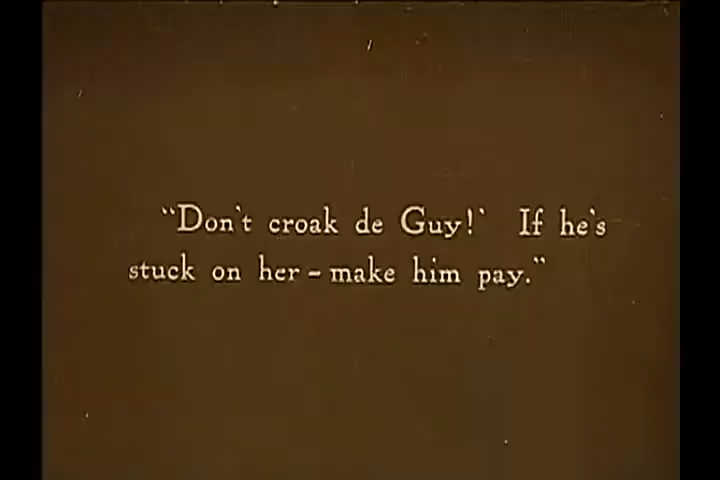 “Don't croak de Guy!' If he's
stuck on her - make him pay.”